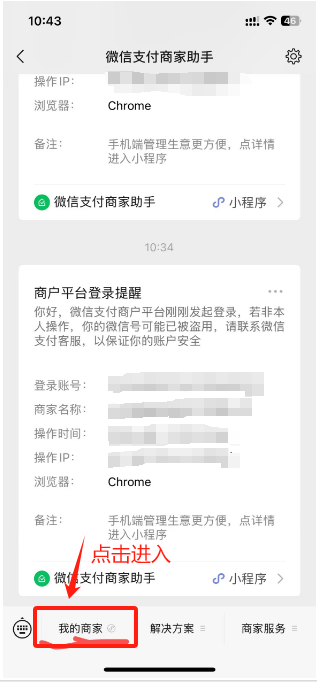 10:43
46
微信支付商家助手
操作IP：
浏览器： Chrome
备注： 手机端管理生意更方便，点详情
进入小程序
微信支付商家助手 小程序
10:34
商户平台登录提醒
你好，微信支付商户平台刚刚发起登录，若非本
人操作，你的微信号可能已被盗用，请联系微信
支付客服，以保证你的账户安全
登录账号：
商家名称：
操作时间：
操作IP：
浏览器： Chrome
备注： 手机端管理生意更方便，点详情
进入小程序
点击进入
微信支付商家助手 小程序
我的商家 解决方案 商家服务